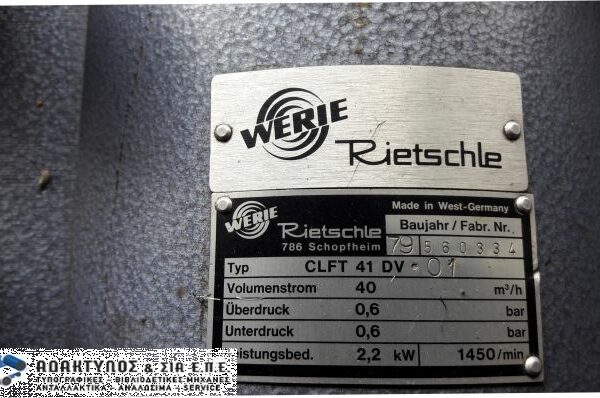 WERIE Rietschle
Made in West-Germany
WERIE Rietschle
786 Schopfheim
Baujahr / Fabr. Nr.
79 560334
Typ CLFT 41 DV - 01
Volumenstrom 40 m³/h
Überdruck 0,6 bar
Unterdruck 0,6 bar
Leistungsbed. 2,2 kW 1450/min
ΑΘΑΚΤΥΛΟΣ & ΣΙΑ Ε.Π.Ε.
ΤΥΠΟΓΡΑΦΙΚΕΣ - ΒΙΒΛΙΟΔΕΤΙΚΕΣ ΜΗΧΑΝΕΣ
ΑΝΤΑΛΛΑΚΤΙΚΑ - ΑΝΑΛΩΣΙΜΑ - SERVICE